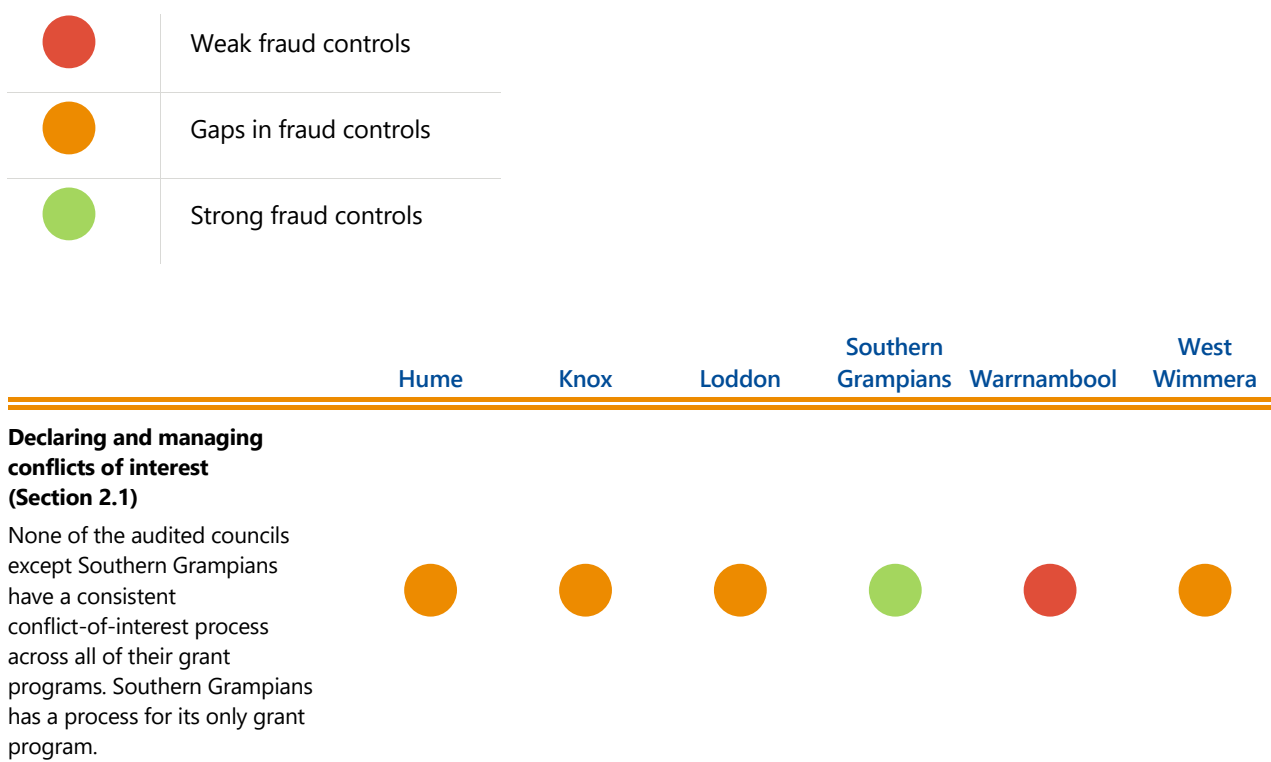 Weak fraud controls
Gaps in fraud controls
Strong fraud controls
Hume Knox Loddon Southern Grampians Warrnambool West Wimmera
Declaring and managing
conflicts of interest
(Section 2.1)
None of the audited councils
except Southern Grampians
have a consistent
conflict-of-interest process
across all of their grant
programs. Southern Grampians
has a process for its only grant
program.